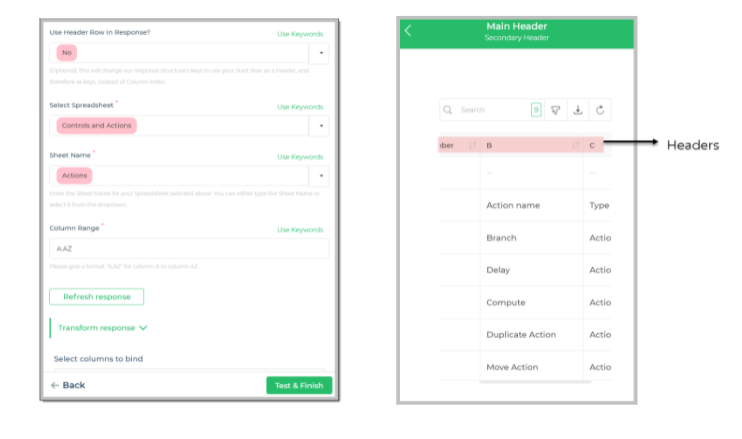 Use Header Row In Response?
Use Keywords
No
(Optional) This will change our response structure's keys to use your Start Row as a Header, and
therefore as keys, instead of Column Index.
Select Spreadsheet *
Use Keywords
Controls and Actions
Sheet Name *
Use Keywords
Actions
Enter the Sheet Name for your Spreadsheet selected above. You can either type the Sheet Name or
select it from the dropdown.
Column Range *
Use Keywords
A:AZ
Please give a format "A:AZ" for column A to column AZ.
Refresh response
Transform response
Select columns to bind
← Back
Test & Finish
Main Header
Secondary Header
Search
9
nber
B
C
Headers
--
--
Action name
Type
Branch
Actio
Delay
Actio
Compute
Actio
Duplicate Action
Actio
Move Action
Actio